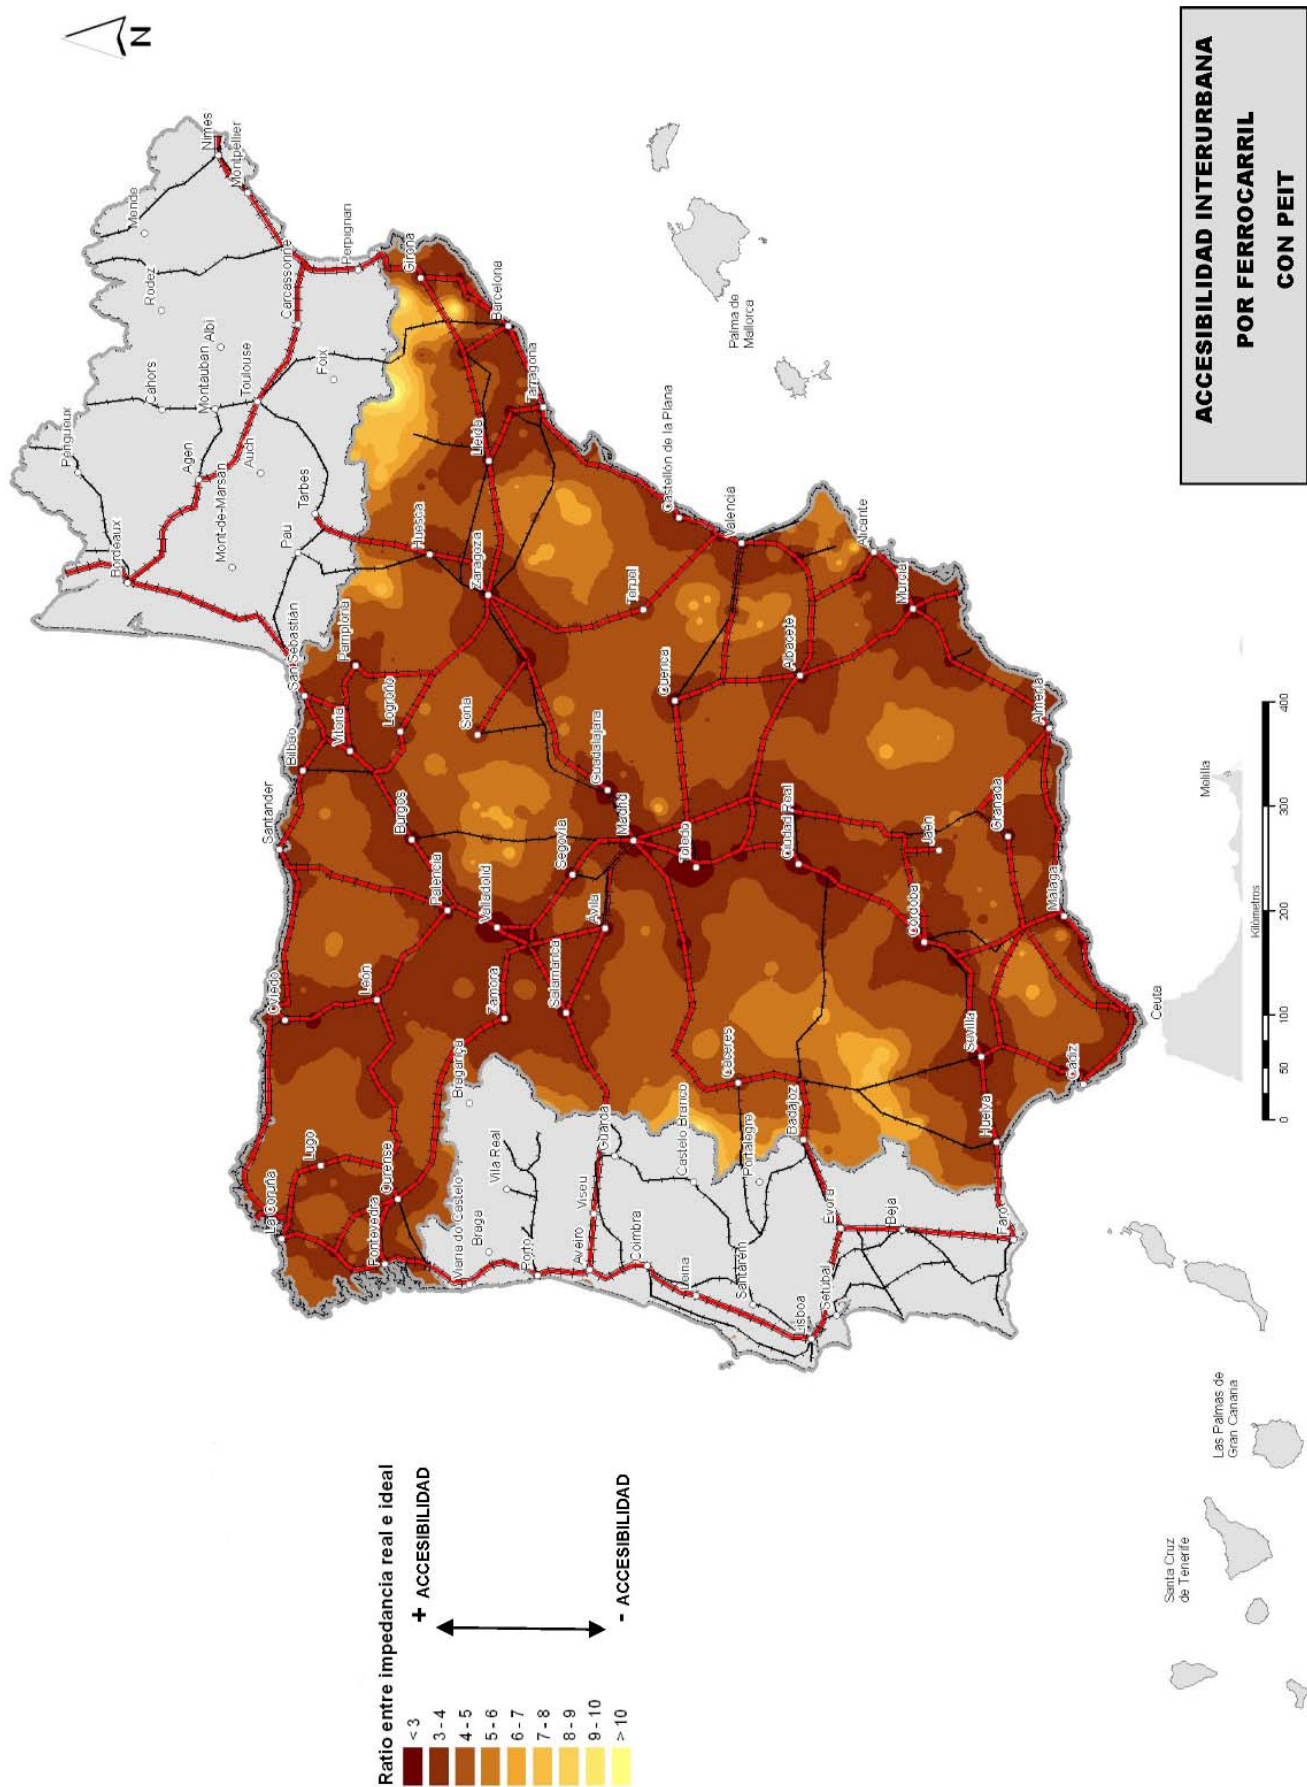 N
Périgueux
Bordeaux
Cahors
Rodez
Mende
Agen
Montauban
Albi
Nimes
Mont-de-Marsan
Auch
Toulouse
Montpellier
Pau
Tarbes
Foix
Carcassonne
Perpignan
La Coruña
Oviedo
Santander
Bilbao
San Sebastián
Lugo
Vitoria
Pamplona
León
Logroño
Burgos
Huesca
Girona
Pontevedra
Ourense
Palencia
Viana do Castelo
Bragança
Zamora
Valladolid
Soria
Zaragoza
Lleida
Barcelona
Braga
Vila Real
Porto
Salamanca
Segovia
Tarragona
Aveiro
Viseu
Guarda
Ávila
Guadalajara
Madrid
Teruel
Coimbra
Castelo Branco
Toledo
Cuenca
Castellón de la Plana
Palma de
Mallorca
Leiria
Cáceres
Valencia
Santarém
Portalegre
Badajoz
Ciudad Real
Albacete
Lisboa
Setúbal
Évora
Alicante
Beja
Córdoba
Jaén
Murcia
Huelva
Sevilla
Granada
Faro
Cádiz
Málaga
Almería
Ceuta
Melilla
Santa Cruz
de Tenerife
Las Palmas de
Gran Canaria
Kilómetros
0 50 100 200 300 400
Ratio entre impedancia real e ideal
< 3
3 - 4
4 - 5
5 - 6
6 - 7
7 - 8
8 - 9
9 - 10
> 10
+ ACCESIBILIDAD
- ACCESIBILIDAD
ACCESIBILIDAD INTERURBANA
POR FERROCARRIL
CON PEIT